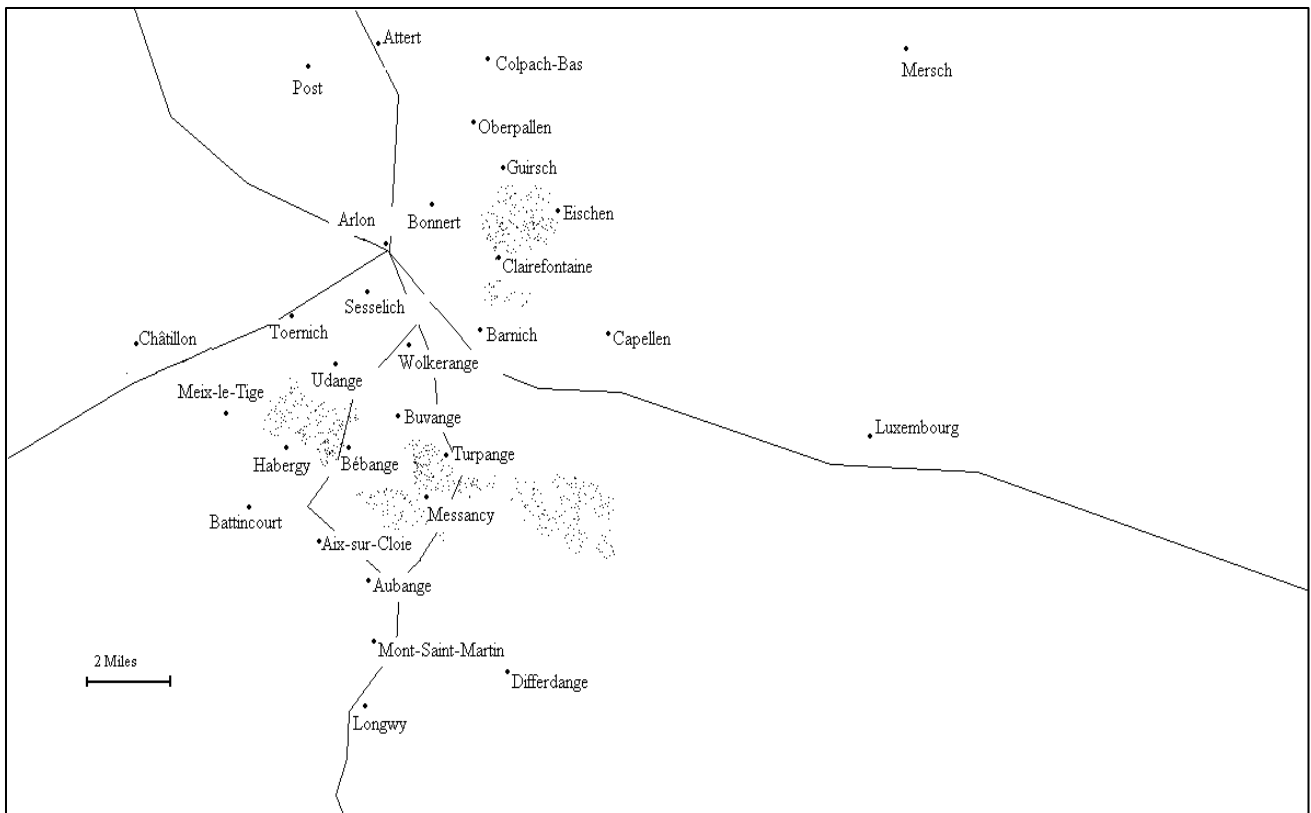 Attert
Colpach-Bas
Mersch
Post
Oberpallen
Guirsch
Arlon
Bonnert
Eischen
Clairefontaine
Sesselich
Toernich
Châtillon
Barnich
Capellen
Wolkerange
Udange
Meix-le-Tige
Buvange
Luxembourg
Habergy
Bébange
Turpange
Battincourt
Messancy
Aix-sur-Cloie
Aubange
Mont-Saint-Martin
2 Miles
Differdange
Longwy